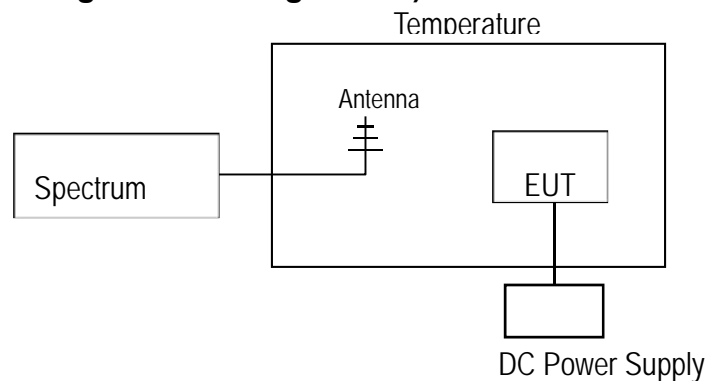 Temperature
Antenna
Spectrum
EUT
DC Power Supply